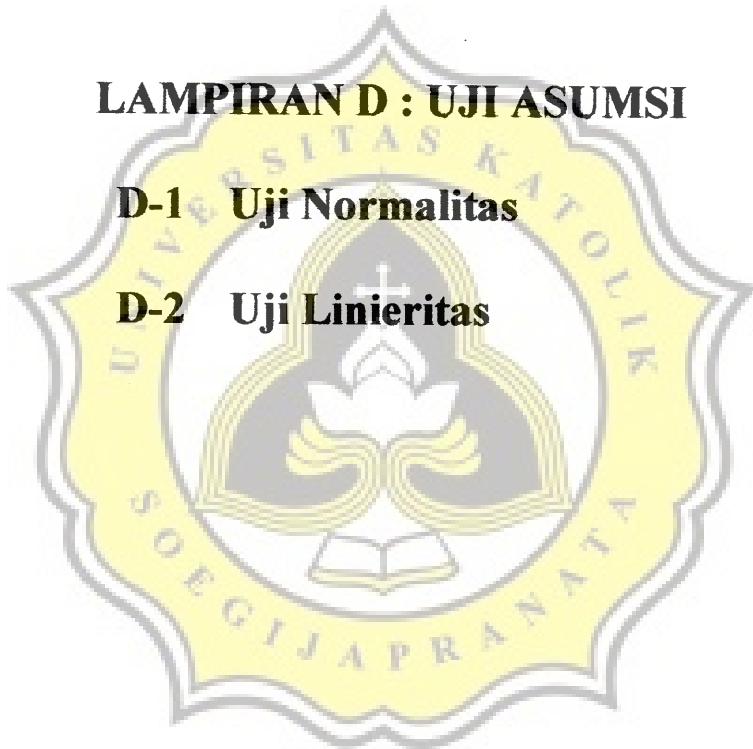 LAMPIRAN D : UJI ASUMSI
D-1 Uji Normalitas
D-2 Uji Linieritas
UNIVERSITAS KATOLIK
SOEGIJAPRANATA